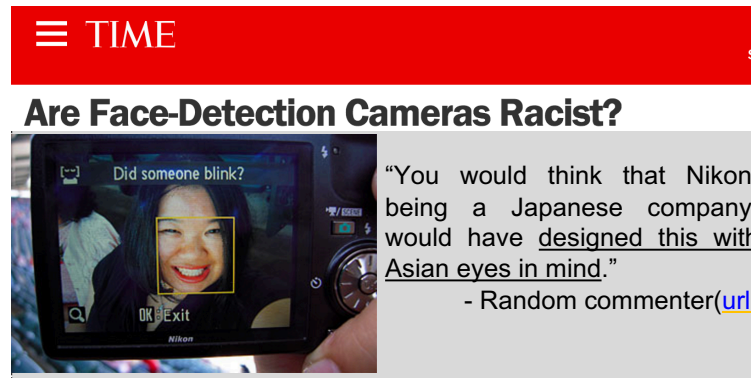 TIME
Are Face-Detection Cameras Racist?
Did someone blink?
OK:Exit
Nikon
SCENE
“You would think that Nikon,
being a Japanese company,
would have designed this with
Asian eyes in mind.”
- Random commenter(url